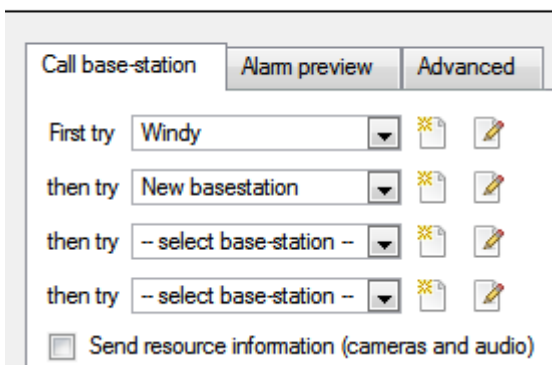 Call base-station Alarm preview Advanced
First try Windy
then try New basestation
then try -- select base-station --
then try -- select base-station --
Send resource information (cameras and audio)